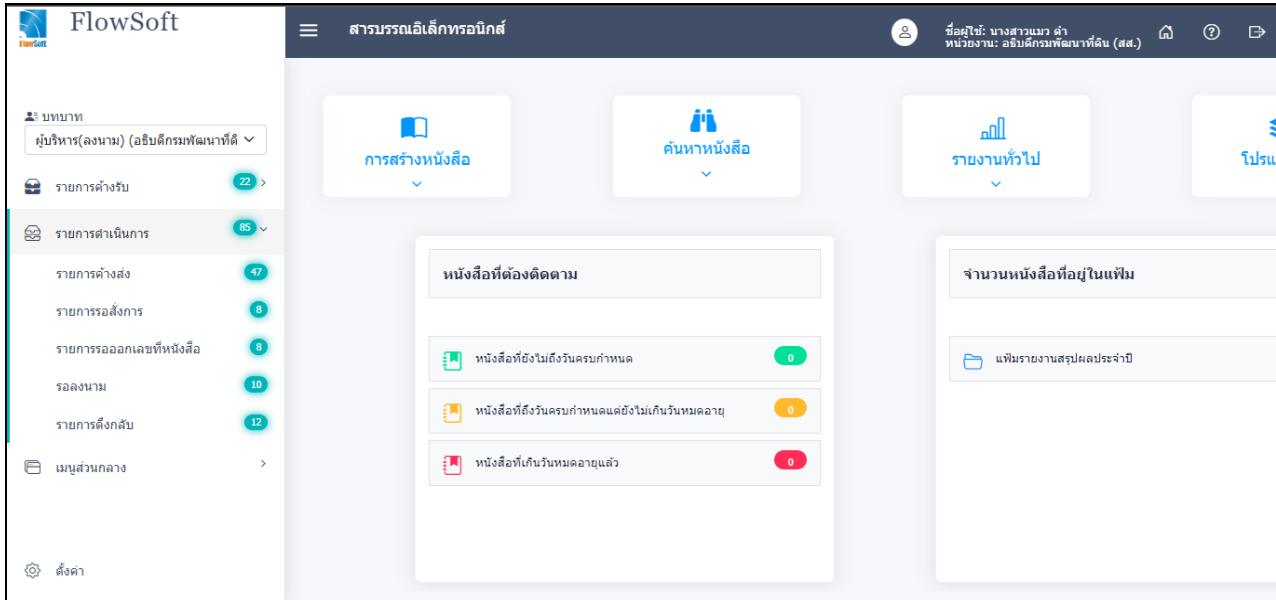 FlowSoft
FlowSoft
สารบรรณอิเล็กทรอนิกส์
ชื่อผู้ใช้: นางสาวแมว ดำ
หน่วยงาน: อธิบดีกรมพัฒนาที่ดิน (สส.)
บทบาท
ผู้บริหาร(ลงนาม) (อธิบดีกรมพัฒนาที่ดิ
รายการค้างรับ 22
รายการดำเนินการ 85
รายการค้างส่ง 47
รายการรอสั่งการ 8
รายการรอออกเลขที่หนังสือ 8
รอลงนาม 10
รายการดึงกลับ 12
เมนูส่วนกลาง
ตั้งค่า
การสร้างหนังสือ
ค้นหาหนังสือ
รายงานทั่วไป
โปรแ
หนังสือที่ต้องติดตาม
หนังสือที่ยังไม่ถึงวันครบกำหนด 0
หนังสือที่ถึงวันครบกำหนดแต่ยังไม่เกินวันหมดอายุ 0
หนังสือที่เกินวันหมดอายุแล้ว 0
จำนวนหนังสือที่อยู่ในแฟ้ม
แฟ้มรายงานสรุปผลประจำปี